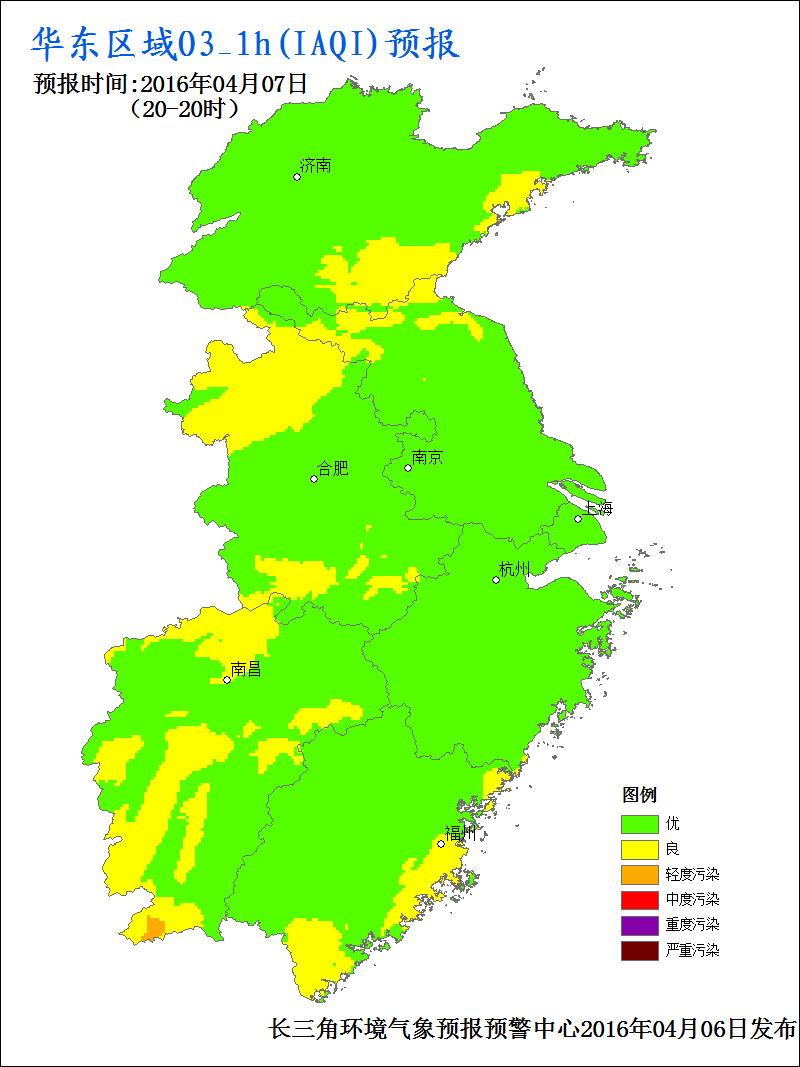 华东区域O3_1h(IAQI)预报
预报时间:2016年04月07日
（20-20时）
济南
合肥
南京
上海
杭州
南昌
福州
图例
优
良
轻度污染
中度污染
重度污染
严重污染
长三角环境气象预报预警中心2016年04月06日发布